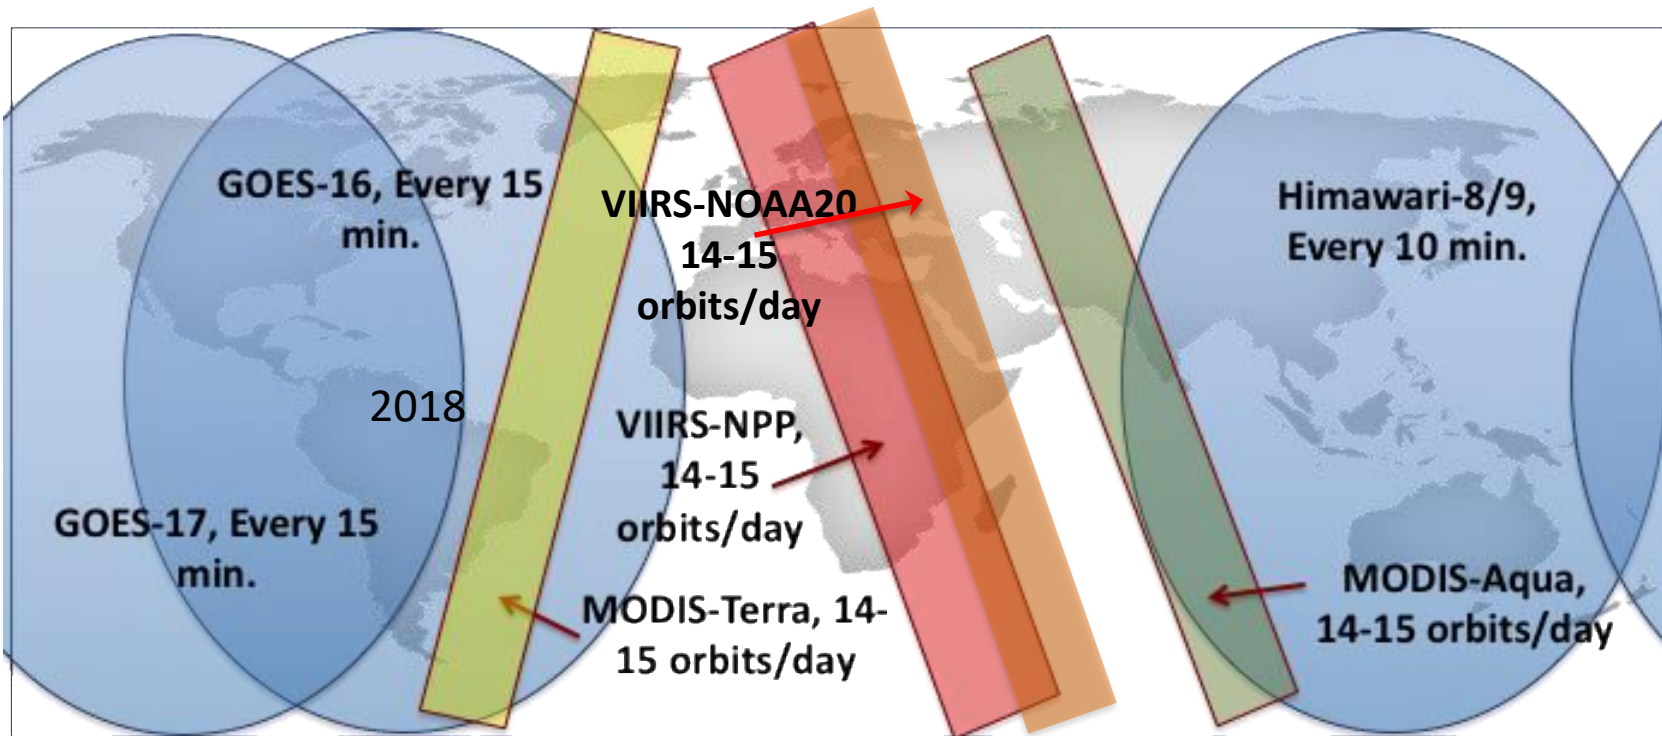 GOES-16, Every 15
min.
2018
GOES-17, Every 15
min.
VIIRS-NOAA20
14-15
orbits/day
VIIRS-NPP,
14-15
orbits/day
MODIS-Terra, 14-
15 orbits/day
Himawari-8/9,
Every 10 min.
MODIS-Aqua,
14-15 orbits/day